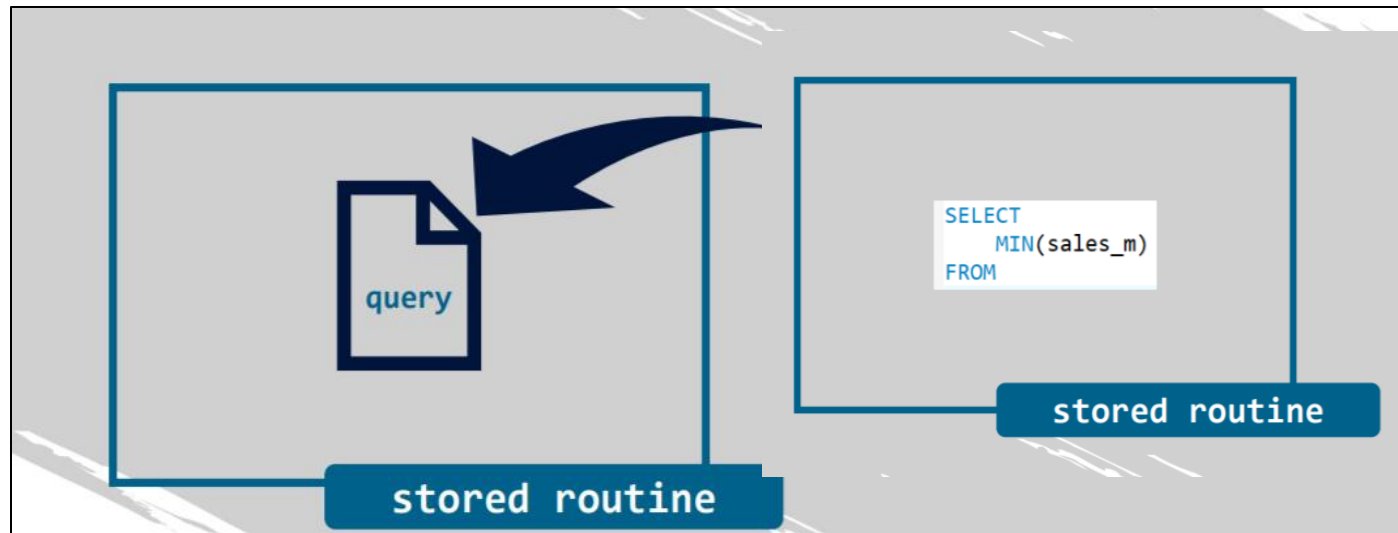 query
stored routine
SELECT
MIN(sales_m)
FROM
stored routine